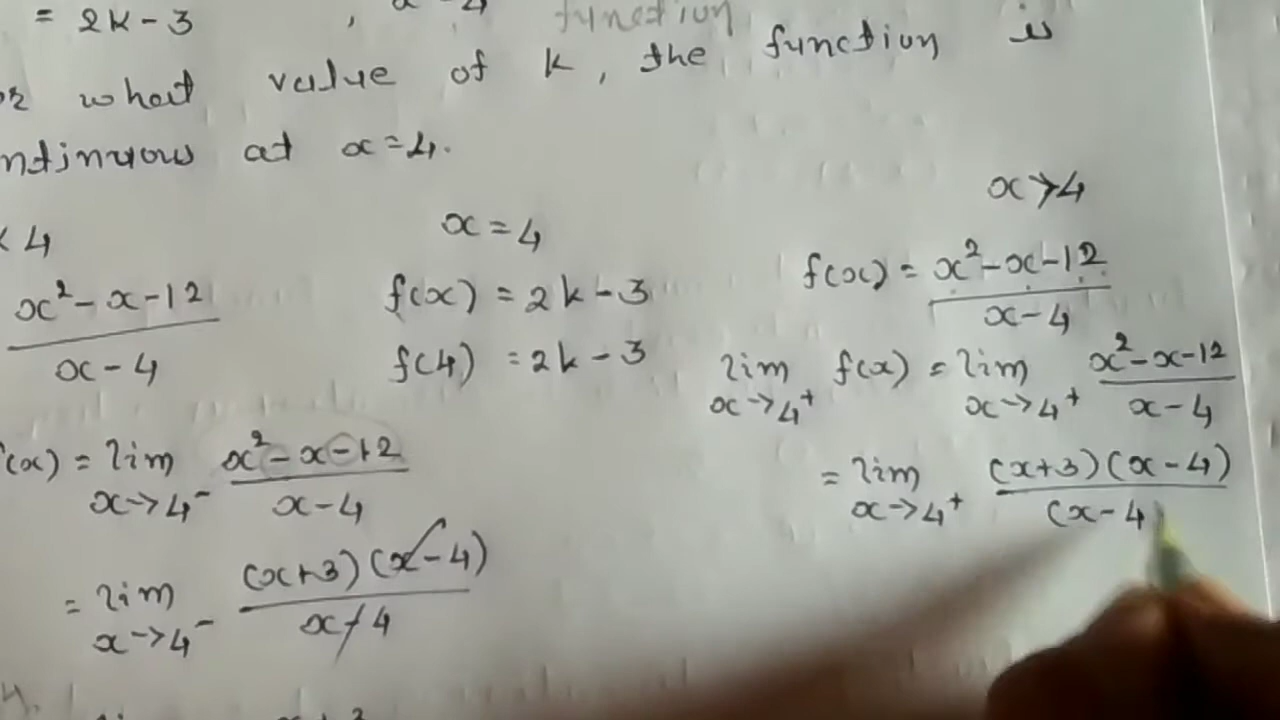 = 2k-3 ,
function
what value of k, the function is
at x=4.
< 4
x²-x-12
x-4
(x) = lim x²-x-12
x→4⁻ x-4
= lim (x+3)(x-4)
x→4⁻ x-4
x=4
f(x) = 2k-3
f(4) = 2k-3
x>4
f(x) = x²-x-12
x-4
lim f(x) = lim x²-x-12
x→4⁺ x→4⁺ x-4
= lim (x+3)(x-4)
x→4⁺ (x-4)